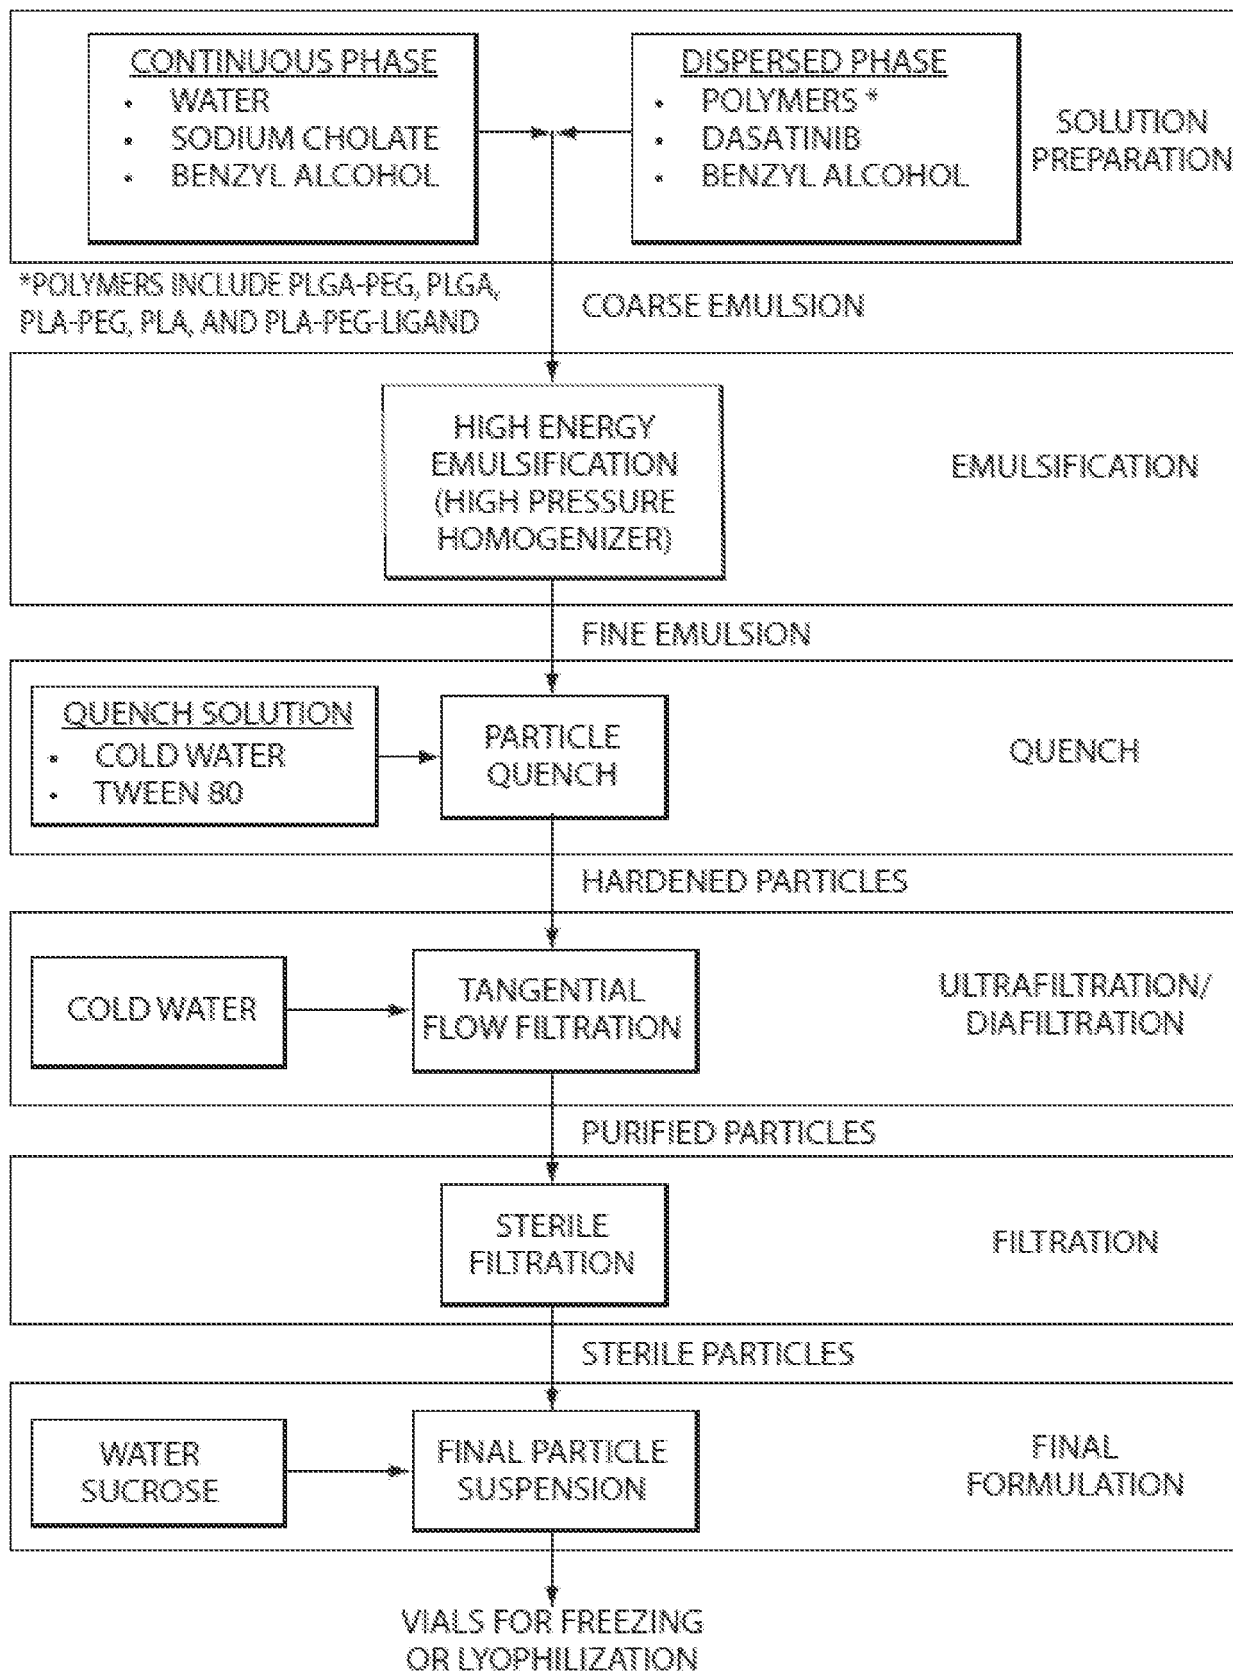 CONTINUOUS PHASE
• WATER
• SODIUM CHOLATE
• BENZYL ALCOHOL
DISPERSED PHASE
• POLYMERS *
• DASATINIB
• BENZYL ALCOHOL
SOLUTION
PREPARATION
*POLYMERS INCLUDE PLGA-PEG, PLGA,
PLA-PEG, PLA, AND PLA-PEG-LIGAND
COARSE EMULSION
HIGH ENERGY
EMULSIFICATION
(HIGH PRESSURE
HOMOGENIZER)
EMULSIFICATION
FINE EMULSION
QUENCH SOLUTION
• COLD WATER
• TWEEN 80
PARTICLE
QUENCH
QUENCH
HARDENED PARTICLES
COLD WATER
TANGENTIAL
FLOW FILTRATION
ULTRAFILTRATION/
DIAFILTRATION
PURIFIED PARTICLES
STERILE
FILTRATION
FILTRATION
STERILE PARTICLES
WATER
SUCROSE
FINAL PARTICLE
SUSPENSION
FINAL
FORMULATION
VIALS FOR FREEZING
OR LYOPHILIZATION